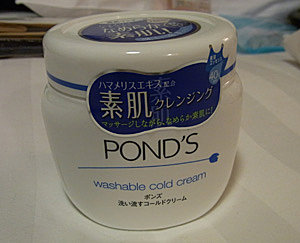 ハマメリスエキス配合
素肌クレンジング
マッサージしながら、なめらか素肌に!
POND'S
washable cold cream
ポンズ
洗い流すコールドクリーム